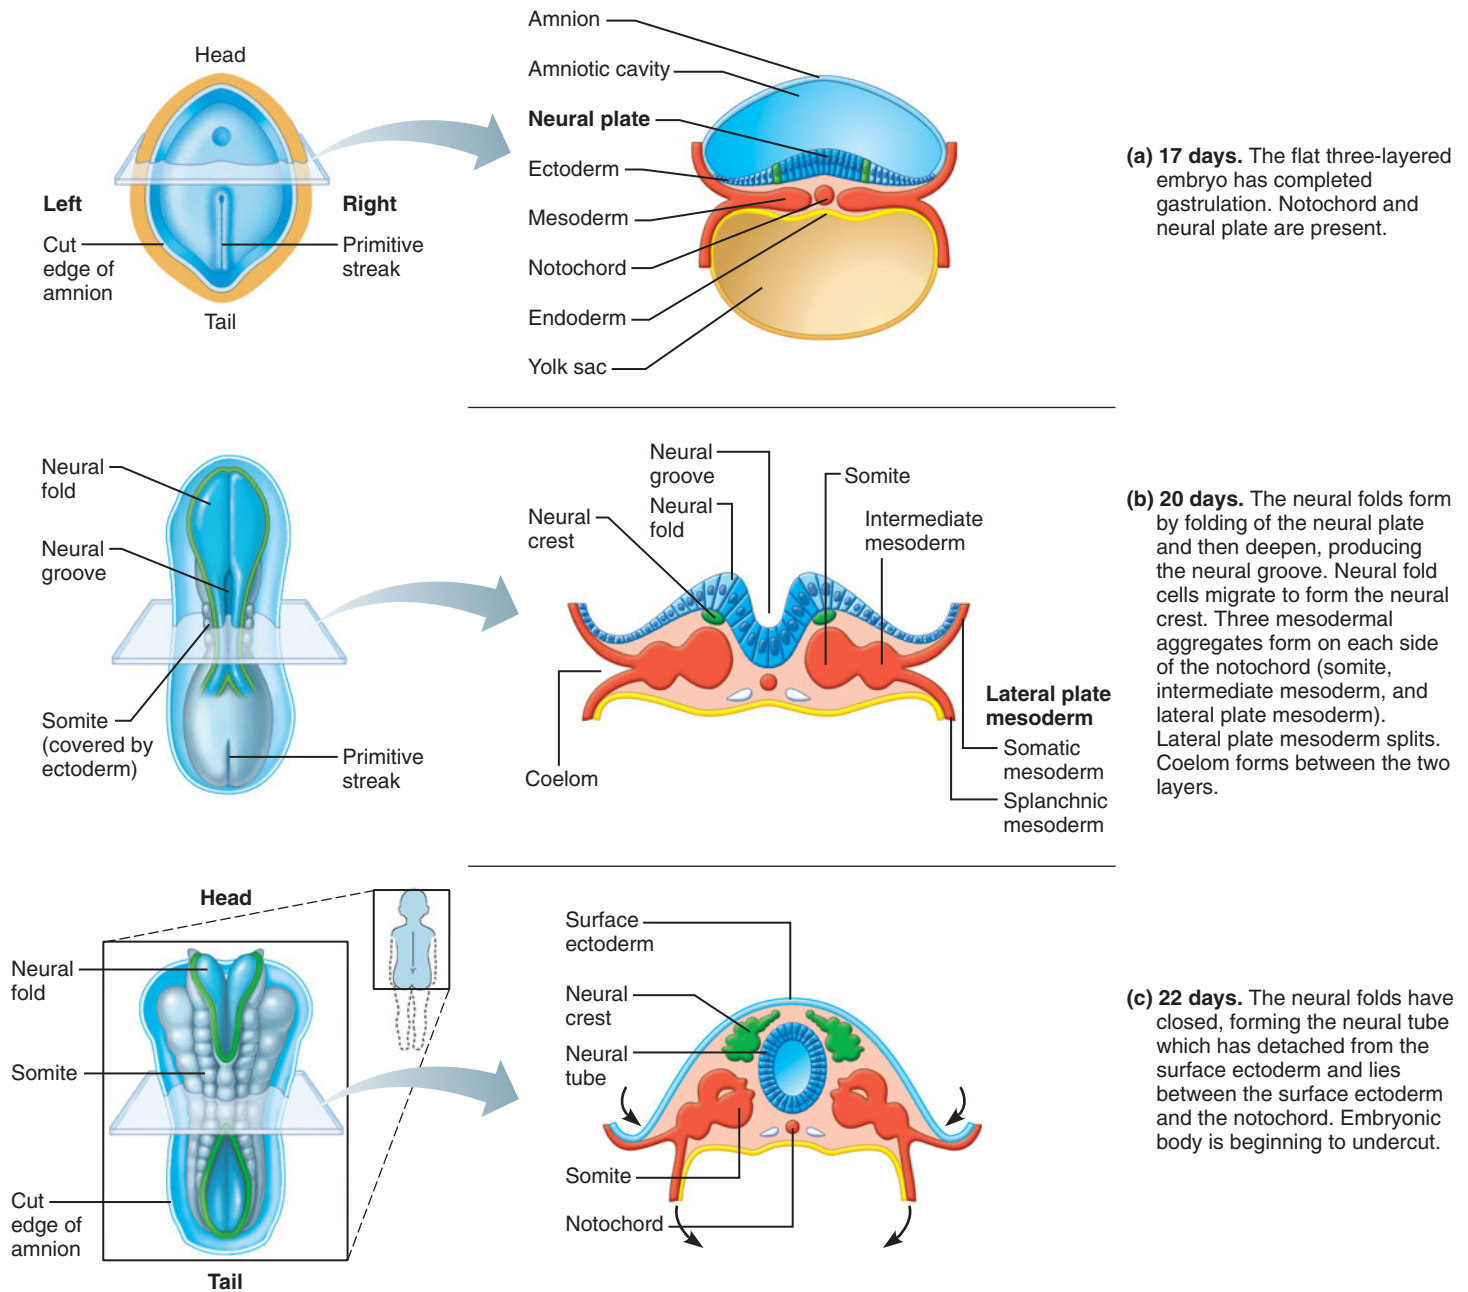 Head
Left
Right
Cut
edge of
amnion
Primitive
streak
Tail
Amnion
Amniotic cavity
Neural plate
Ectoderm
Mesoderm
Notochord
Endoderm
Yolk sac
(a) 17 days. The flat three-layered
embryo has completed
gastrulation. Notochord and
neural plate are present.
Neural
fold
Neural
groove
Somite
(covered by
ectoderm)
Primitive
streak
Neural
groove
Neural
fold
Neural
crest
Somite
Intermediate
mesoderm
Coelom
Lateral plate
mesoderm
Somatic
mesoderm
Splanchnic
mesoderm
(b) 20 days. The neural folds form
by folding of the neural plate
and then deepen, producing
the neural groove. Neural fold
cells migrate to form the neural
crest. Three mesodermal
aggregates form on each side
of the notochord (somite,
intermediate mesoderm, and
lateral plate mesoderm).
Lateral plate mesoderm splits.
Coelom forms between the two
layers.
Head
Neural
fold
Somite
Cut
edge of
amnion
Tail
Surface
ectoderm
Neural
crest
Neural
tube
Somite
Notochord
(c) 22 days. The neural folds have
closed, forming the neural tube
which has detached from the
surface ectoderm and lies
between the surface ectoderm
and the notochord. Embryonic
body is beginning to undercut.